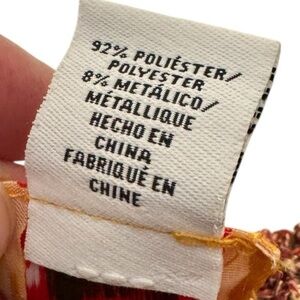 92% POLIÉSTER/
POLYESTER
8% METÁLICO/
MÉTALLIQUE
HECHO EN
CHINA
FABRIQUÉ EN
CHINE